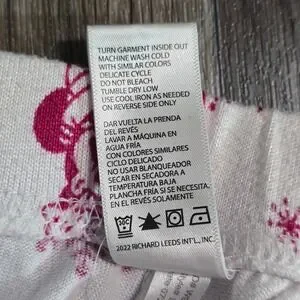 TURN GARMENT INSIDE OUT
MACHINE WASH COLD
WITH SIMILAR COLORS
DELICATE CYCLE
DO NOT BLEACH
TUMBLE DRY LOW
USE COOL IRON AS NEEDED
ON REVERSE SIDE ONLY
DAR VUELTA LA PRENDA
DEL REVÉS
LAVAR A MÁQUINA EN
AGUA FRÍA
CON COLORES SIMILARES
CICLO DELICADO
NO USAR BLANQUEADOR
SECAR EN SECADORA A
TEMPERATURA BAJA
PLANCHA FRÍA SI ES NECESARIO
EN EL REVÉS SOLAMENTE
2022 RICHARD LEEDS INT'L., INC.